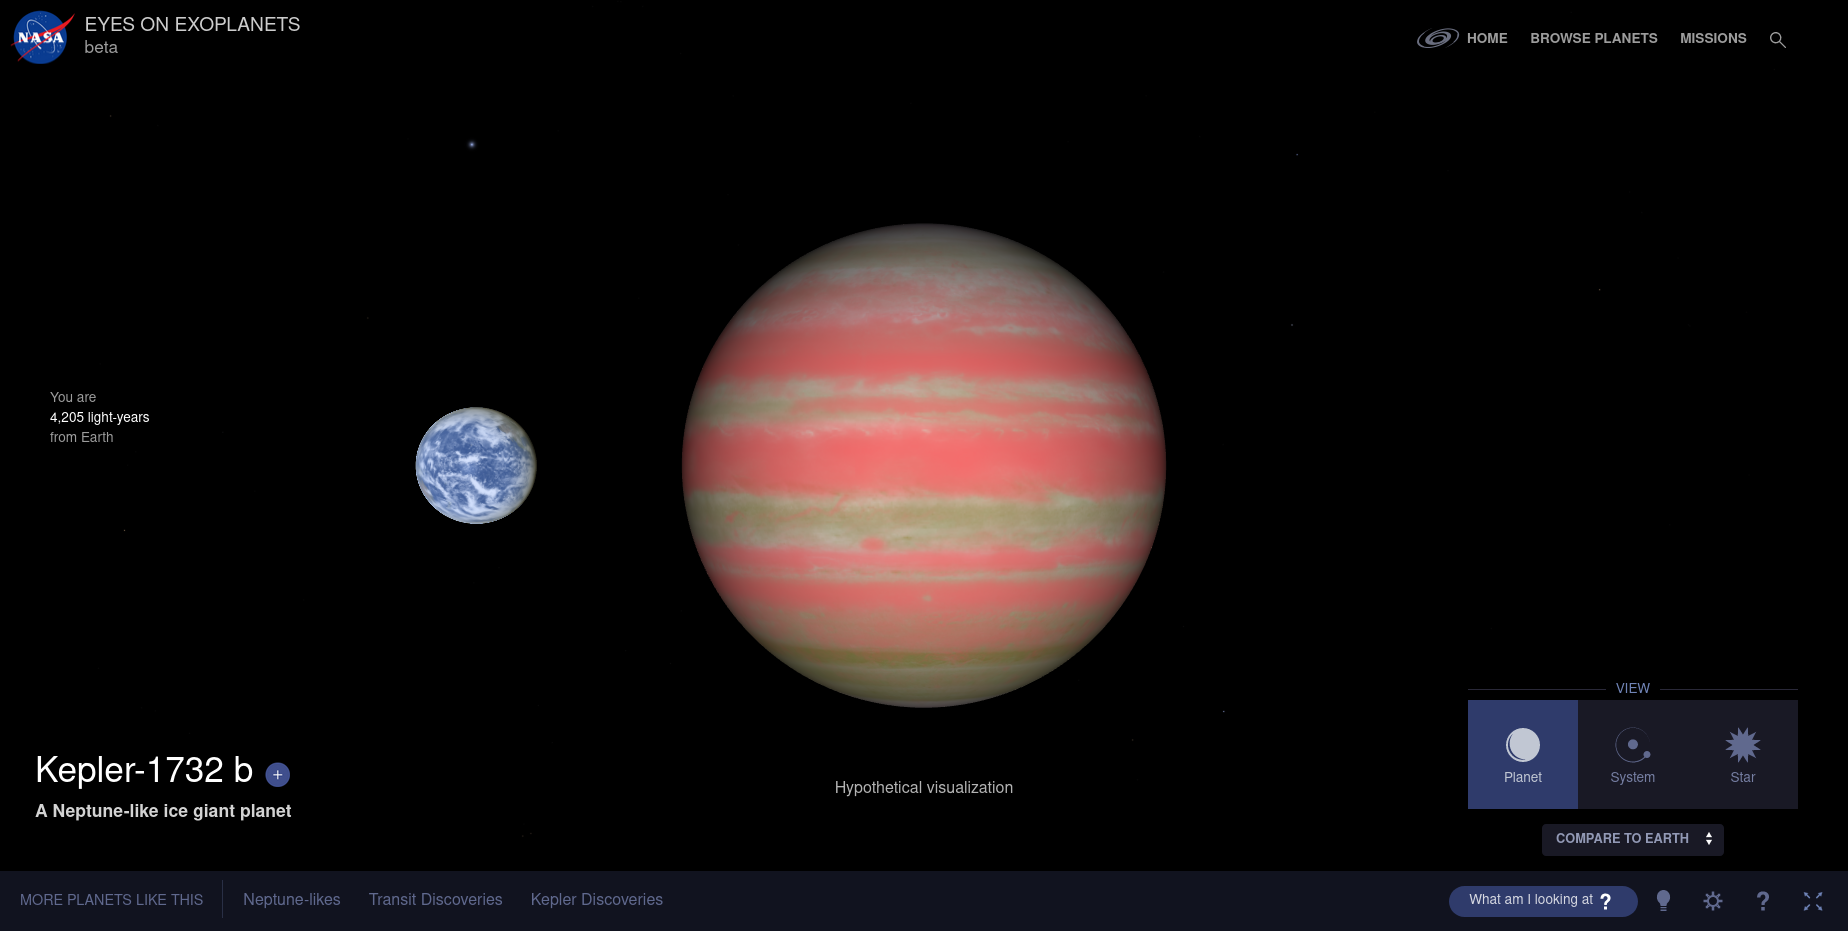 NASA
EYES ON EXOPLANETS
beta
HOME
BROWSE PLANETS
MISSIONS
You are
4,205 light-years
from Earth
Kepler-1732 b +
A Neptune-like ice giant planet
Hypothetical visualization
VIEW
Planet
System
Star
COMPARE TO EARTH
MORE PLANETS LIKE THIS
Neptune-likes
Transit Discoveries
Kepler Discoveries
What am I looking at ?
?